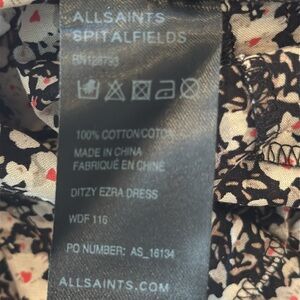 ALLSAINTS
SPITALFIELDS
RN128793
100% COTTON/COTON
MADE IN CHINA
FABRIQUÉ EN CHINE
DITZY EZRA DRESS
WDF 116
PO NUMBER: AS_16134
ALLSAINTS.COM